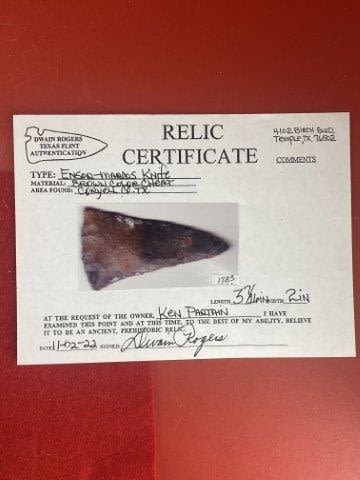 DWAIN ROGERS
TEXAS FLINT
AUTHENTICATION
RELIC
CERTIFICATE
4102 BIRCH BLVD.
TEMPLE, TX 76502
COMMENTS
TYPE: ENSOR-MARCOS KNIFE
MATERIAL: BROWN COLOR CHERT
AREA FOUND: CORYELL CO. TX
1285
LENGTH 3 IN WIDTH 2 IN
AT THE REQUEST OF THE OWNER, KEN PARTAIN I HAVE
EXAMINED THIS POINT AND AT THIS TIME, TO THE BEST OF MY ABILITY, BELIEVE
IT TO BE AN ANCIENT, PREHISTORIC RELIC.
DATE: 11-02-22 SIGNED: Dwain Rogers